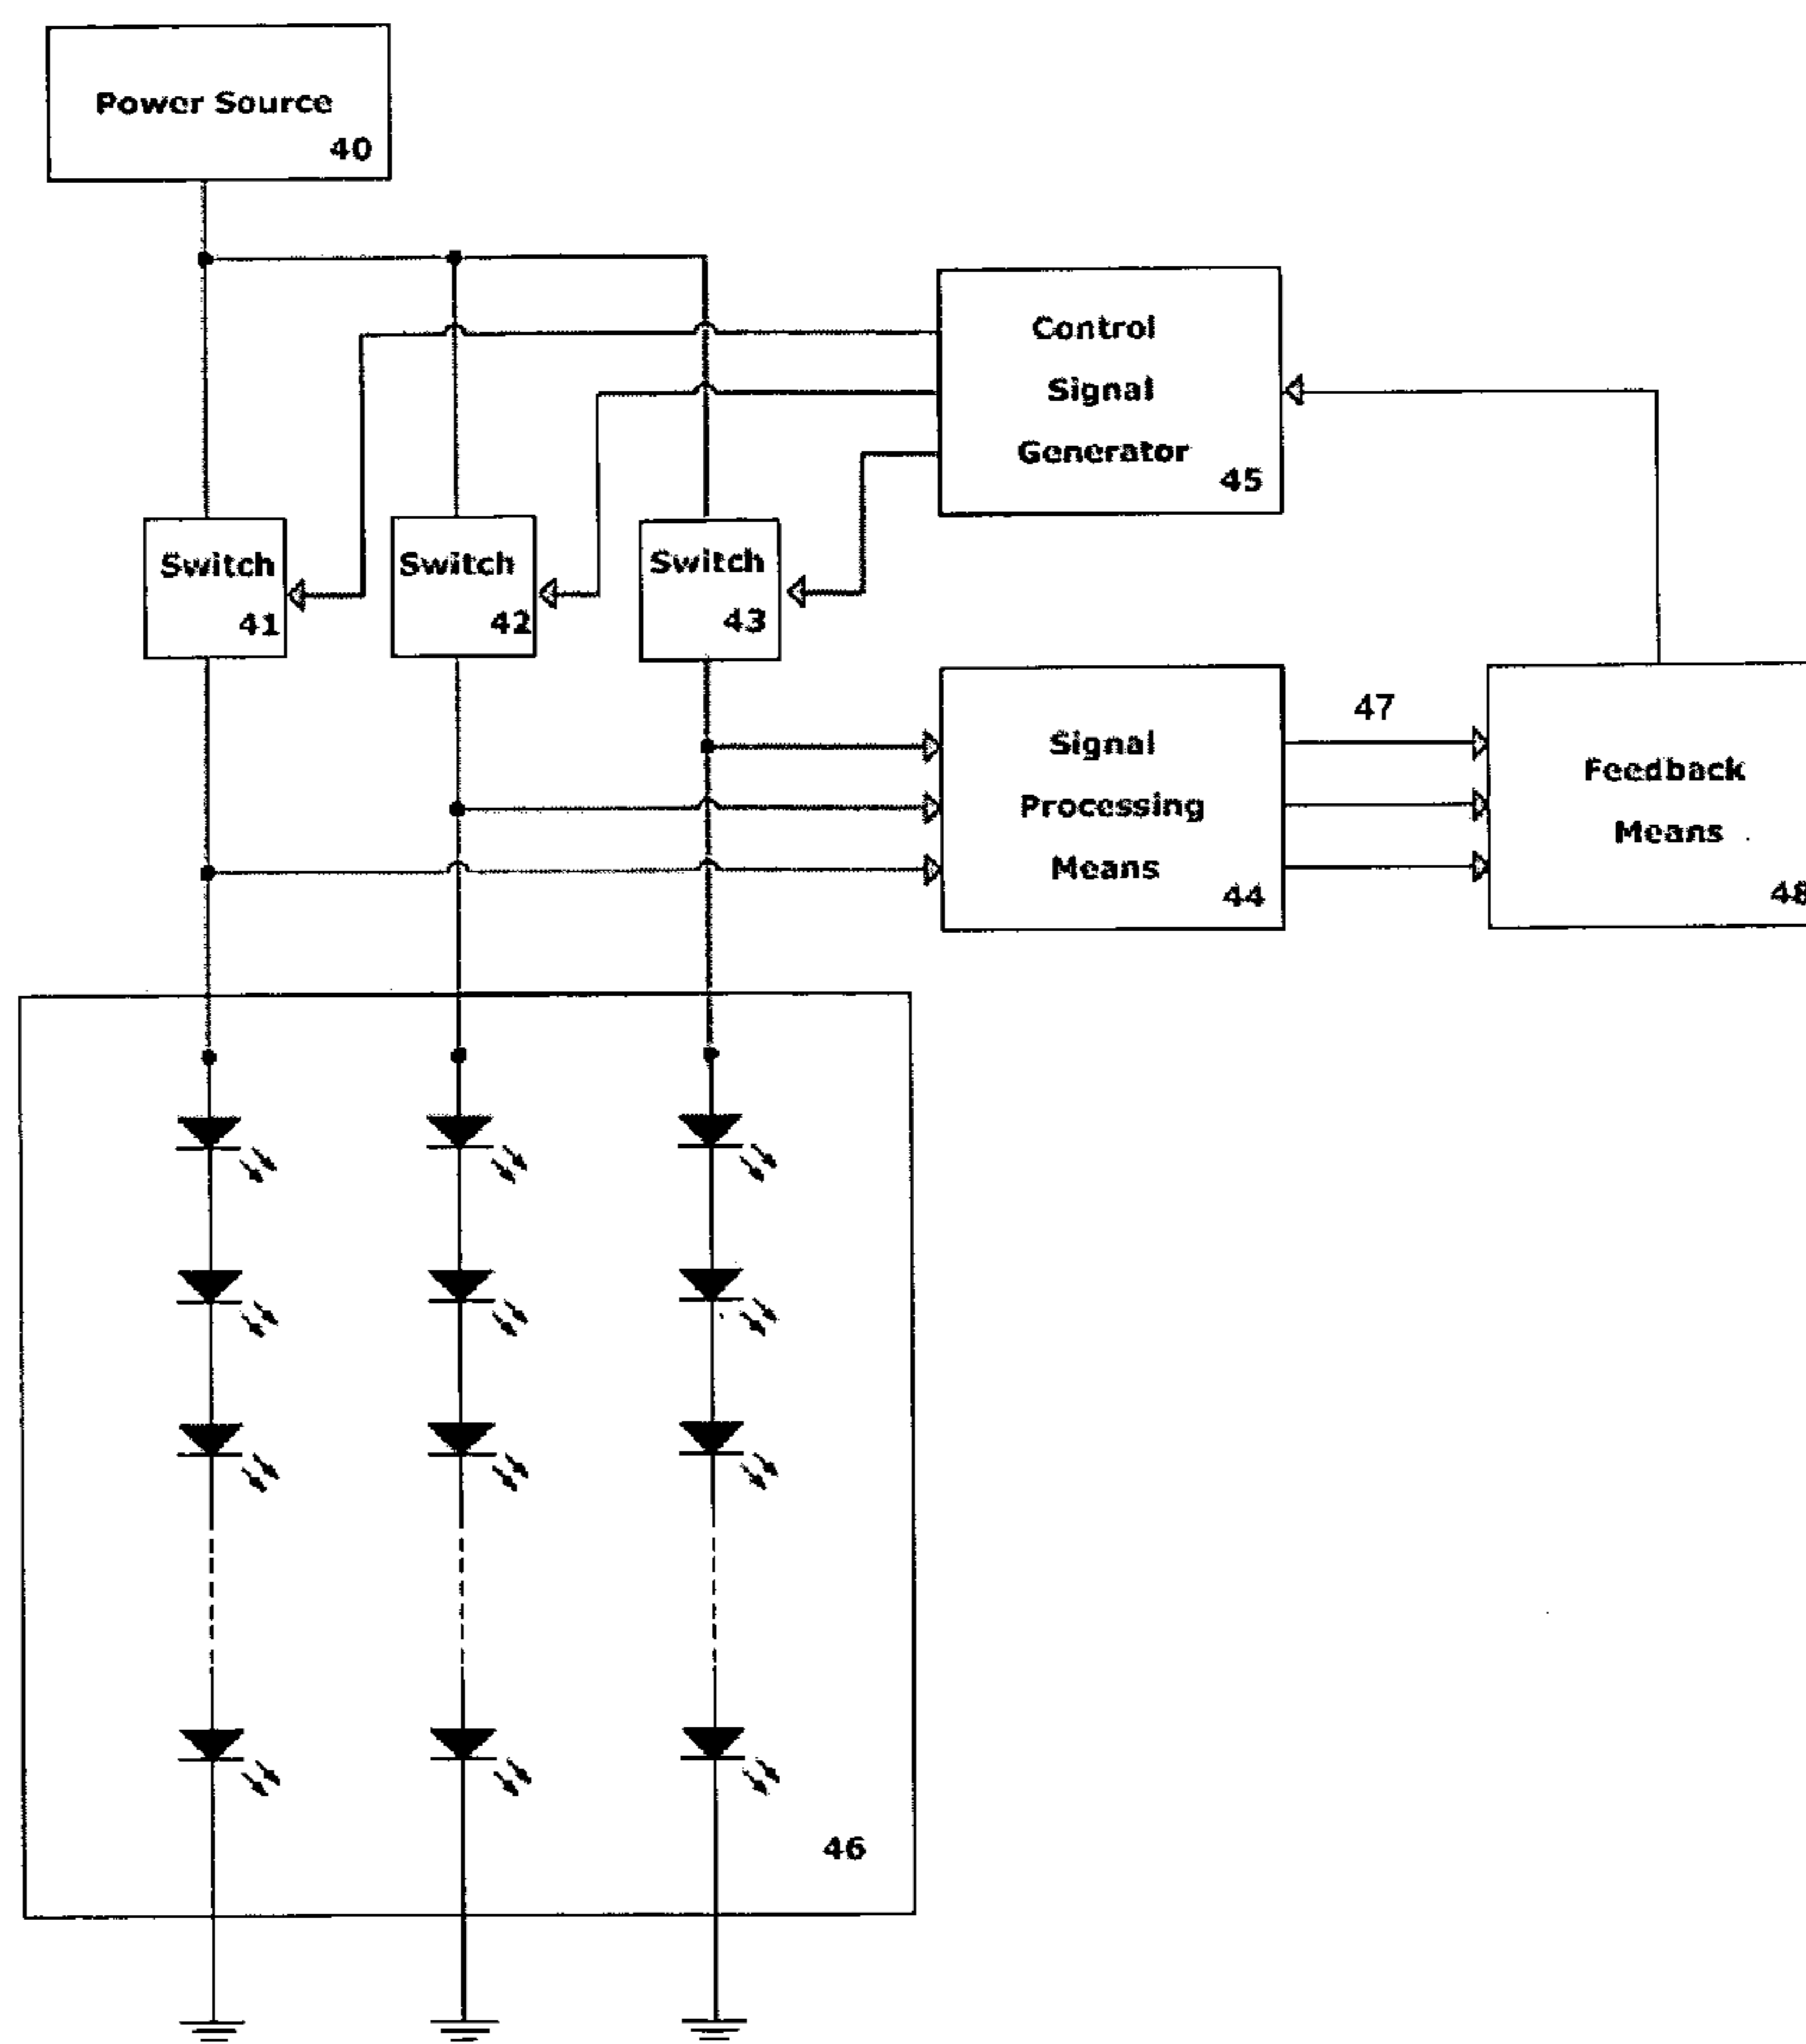 Power Source
40
Control
Signal
Generator
45
Switch
41
Switch
42
Switch
43
Signal
Processing
Means
44
47
Feedback
Means
48
46